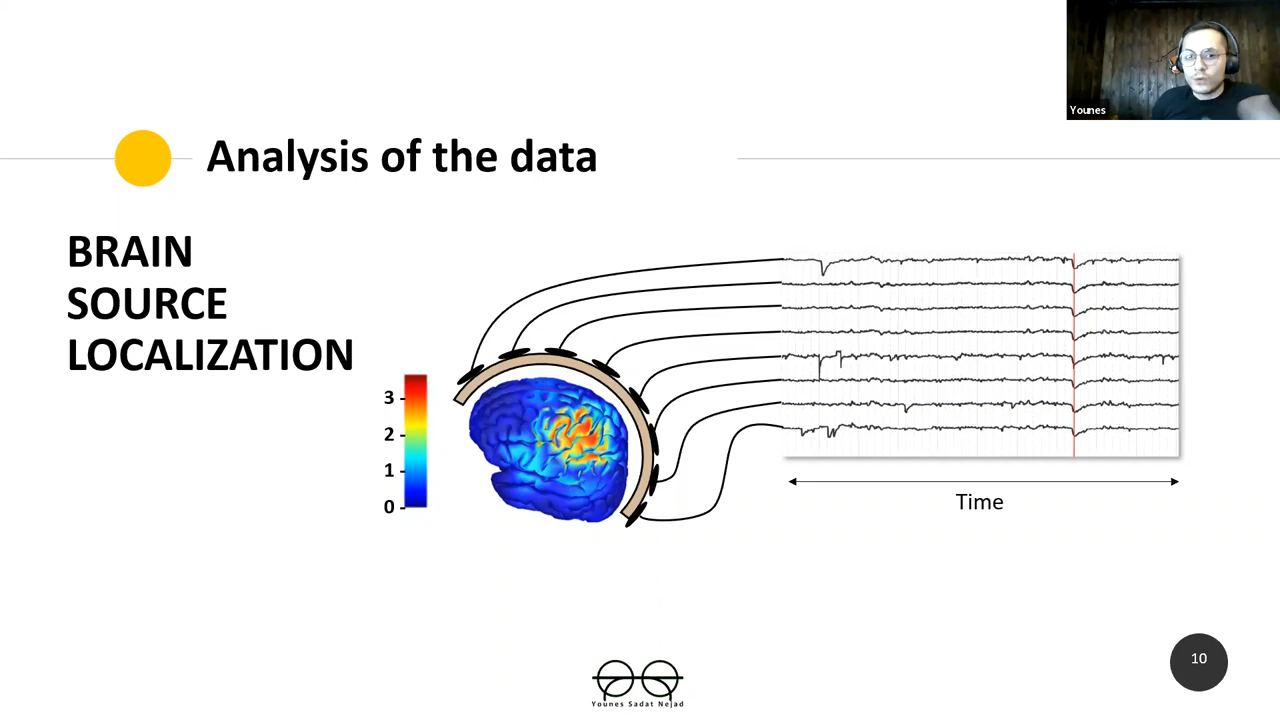 Younes
Analysis of the data
BRAIN
SOURCE
LOCALIZATION
3
2
1
0
Time
10
Younes Sadat Nejad